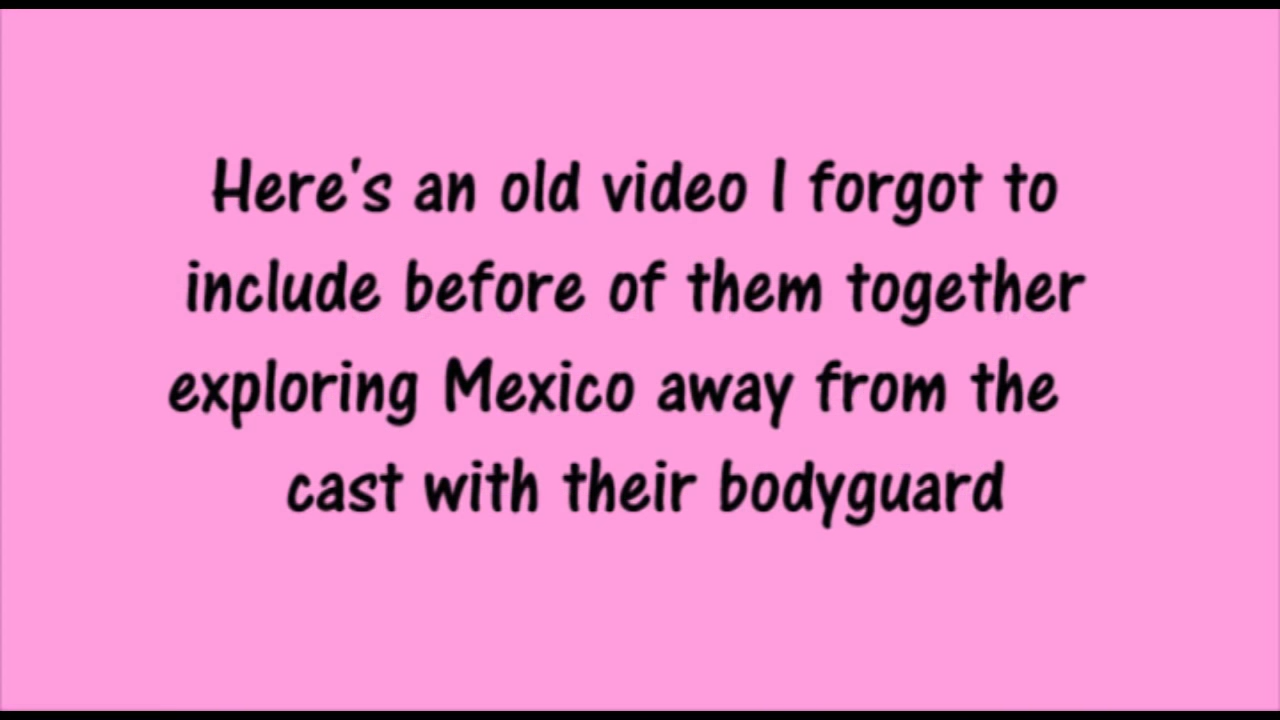 Here's an old video I forgot to
include before of them together
exploring Mexico away from the
cast with their bodyguard